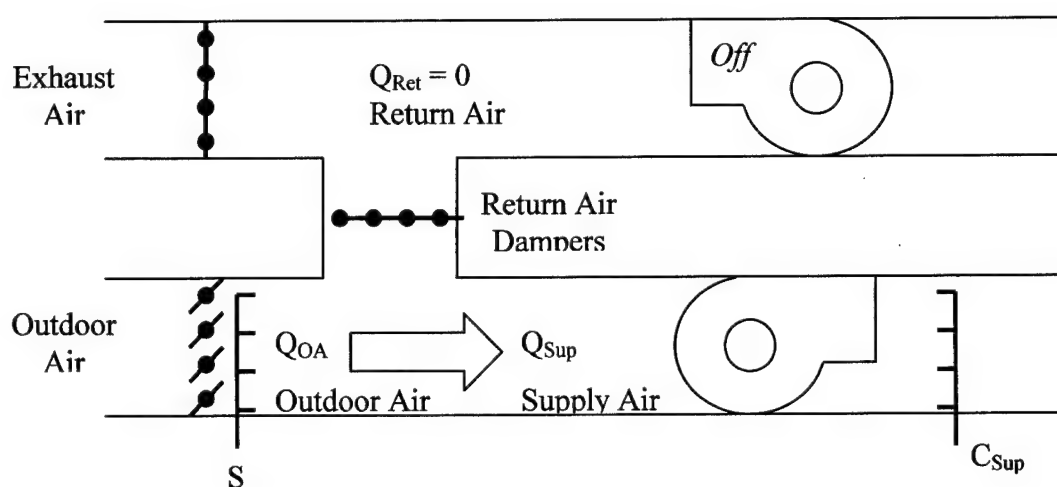 Exhaust
Air
Q_Ret = 0
Return Air
Off
Return Air
Dampers
Outdoor
Air
Q_OA
Outdoor Air
Q_Sup
Supply Air
S
C_Sup